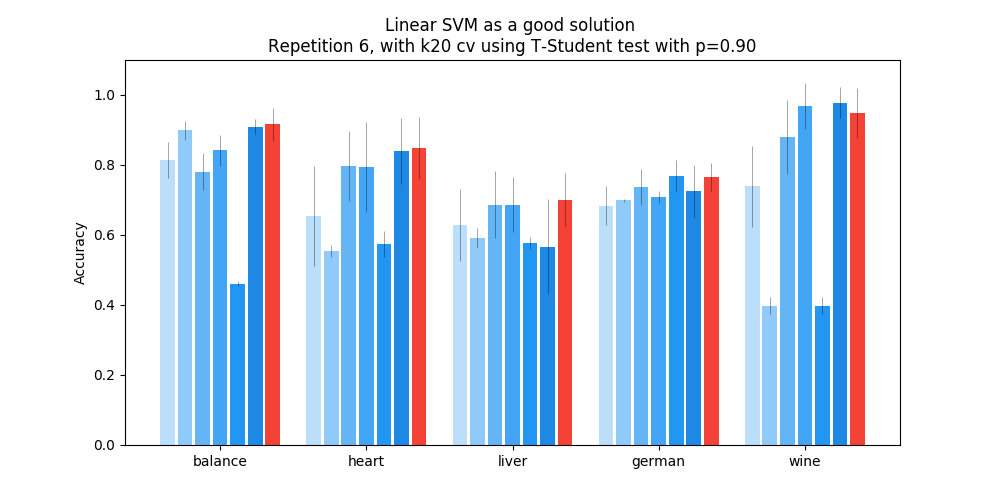 Linear SVM as a good solution
Repetition 6, with k20 cv using T-Student test with p=0.90
Accuracy
1.0
0.8
0.6
0.4
0.2
0.0
balance heart liver german wine